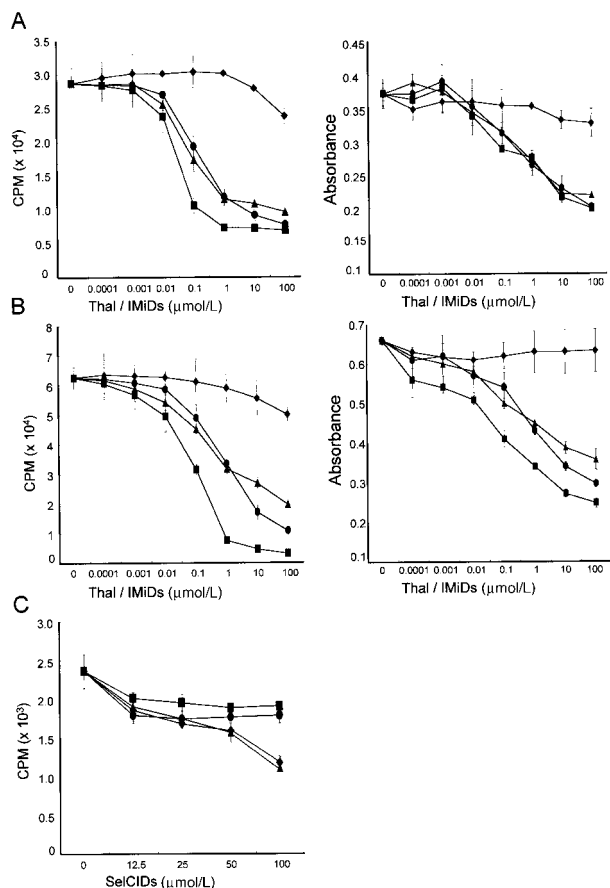 A
CPM (x 10⁴)
3.5
3.0
2.5
2.0
1.5
1.0
0.5
0
0 0.0001 0.001 0.01 0.1 1 10 100
Thal / IMiDs (μmol/L)
Absorbance
0.45
0.4
0.35
0.3
0.25
0.2
0.15
0.1
0 0.0001 0.001 0.01 0.1 1 10 100
Thal / IMiDs (μmol/L)
B
CPM (x 10⁴)
8
7
6
5
4
3
2
1
0
0 0.0001 0.001 0.01 0.1 1 10 100
Thal / IMiDs (μmol/L)
Absorbance
0.7
0.6
0.5
0.4
0.3
0.2
0.1
0 0.0001 0.001 0.01 0.1 1 10 100
Thal / IMiDs (μmol/L)
C
CPM (x 10³)
3.0
2.5
2.0
1.5
1.0
0.5
0
0 12.5 25 50 100
SelCIDs (μmol/L)